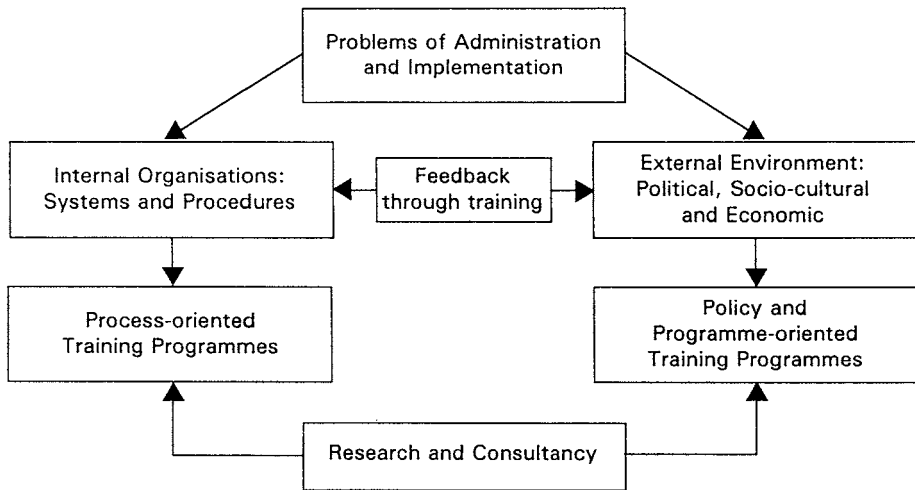 Problems of Administration
and Implementation
Internal Organisations:
Systems and Procedures
Feedback
through training
External Environment:
Political, Socio-cultural
and Economic
Process-oriented
Training Programmes
Policy and
Programme-oriented
Training Programmes
Research and Consultancy